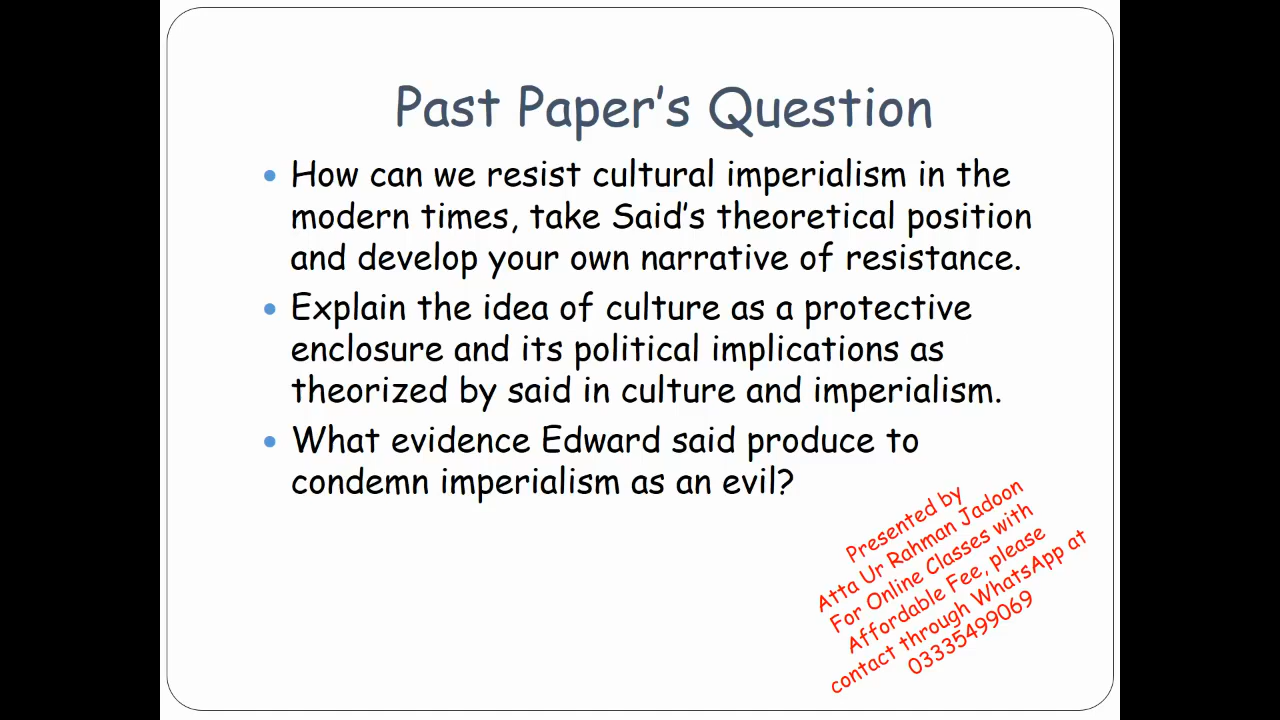 Past Paper's Question
How can we resist cultural imperialism in the
modern times, take Said's theoretical position
and develop your own narrative of resistance.
Explain the idea of culture as a protective
enclosure and its political implications as
theorized by said in culture and imperialism.
What evidence Edward said produce to
condemn imperialism as an evil?
Presented by
Atta Ur Rahman Jadoon
For Online Classes with
Affordable Fee, please
contact through WhatsApp at
03335499069